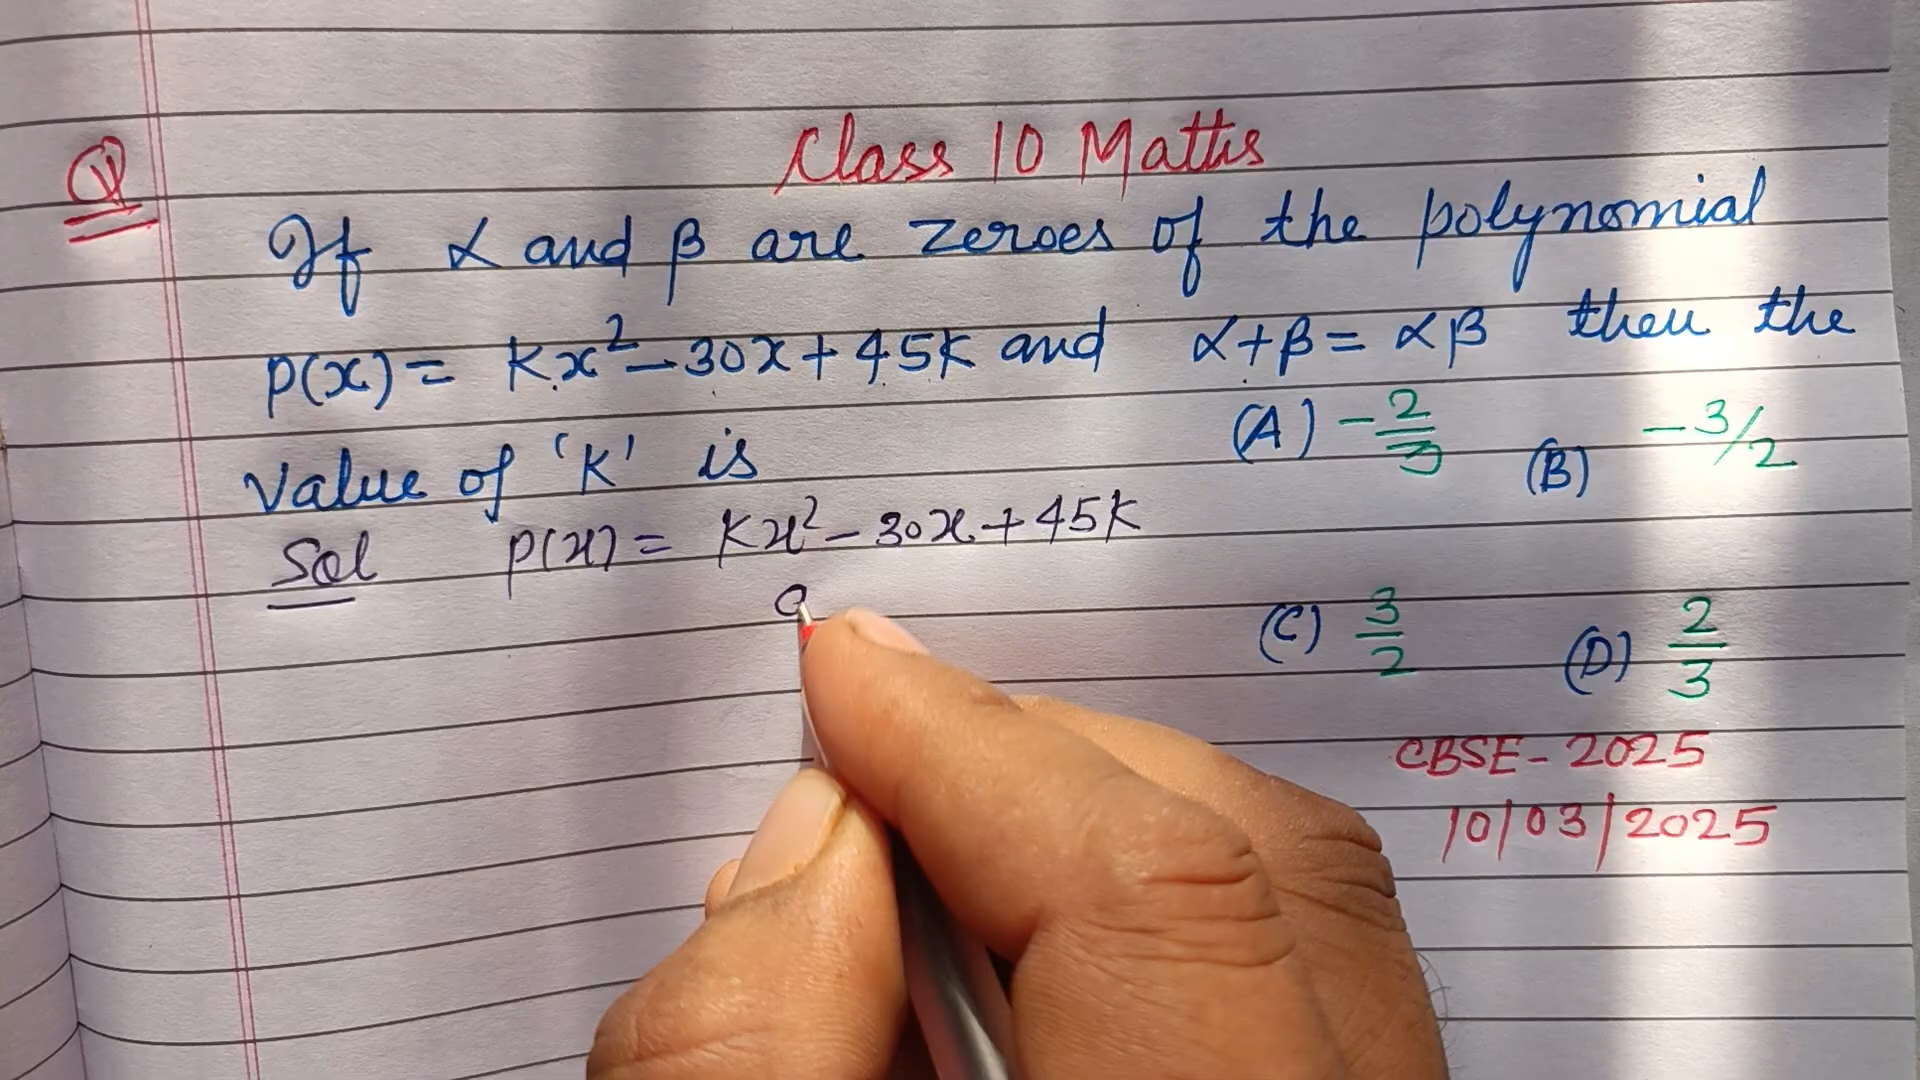 Class 10 Maths
Q
If α and β are zeroes of the polynomial
P(x) = Kx² - 30x + 45K and α + β = αβ then the
value of 'K' is
(A) -2/3
(B) -3/2
Sol P(x) = Kx² - 30x + 45K
a
(C) 3/2
(D) 2/3
CBSE - 2025
10/03/2025